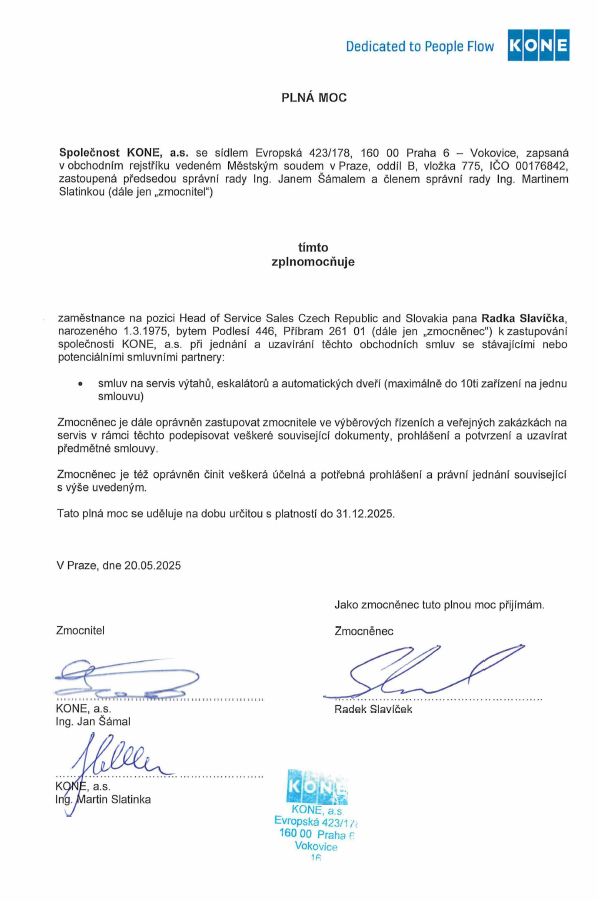 Dedicated to People Flow
KONE
PLNÁ MOC
Společnost KONE, a.s. se sídlem Evropská 423/178, 160 00 Praha 6 – Vokovice, zapsaná
v obchodním rejstříku vedeném Městským soudem v Praze, oddíl B, vložka 775, IČO 00176842,
zastoupená předsedou správní rady Ing. Janem Šámalem a členem správní rady Ing. Martinem
Slatinkou (dále jen „zmocnitel")
tímto
zplnomocňuje
zaměstnance na pozici Head of Service Sales Czech Republic and Slovakia pana Radka Slavíčka,
narozeného 1.3.1975, bytem Podlesí 446, Příbram 261 01 (dále jen „zmocněnec") k zastupování
společnosti KONE, a.s. při jednání a uzavírání těchto obchodních smluv se stávajícími nebo
potenciálními smluvními partnery:
• smluv na servis výtahů, eskalátorů a automatických dveří (maximálně do 10ti zařízení na jednu
smlouvu)
Zmocněnec je dále oprávněn zastupovat zmocnitele ve výběrových řízeních a veřejných zakázkách na
servis v rámci těchto podepisovat veškeré související dokumenty, prohlášení a potvrzení a uzavírat
předmětné smlouvy.
Zmocněnec je též oprávněn činit veškerá účelná a potřebná prohlášení a právní jednání související
s výše uvedeným.
Tato plná moc se uděluje na dobu určitou s platností do 31.12.2025.
V Praze, dne 20.05.2025
Jako zmocněnec tuto plnou moc přijímám.
Zmocnitel
Zmocněnec
KONE, a.s.
Ing. Jan Šámal
Radek Slavíček
KONE, a.s.
Ing. Martin Slatinka
KONE
KONE, a.s.
Evropská 423/178
160 00 Praha 6
Vokovice
16